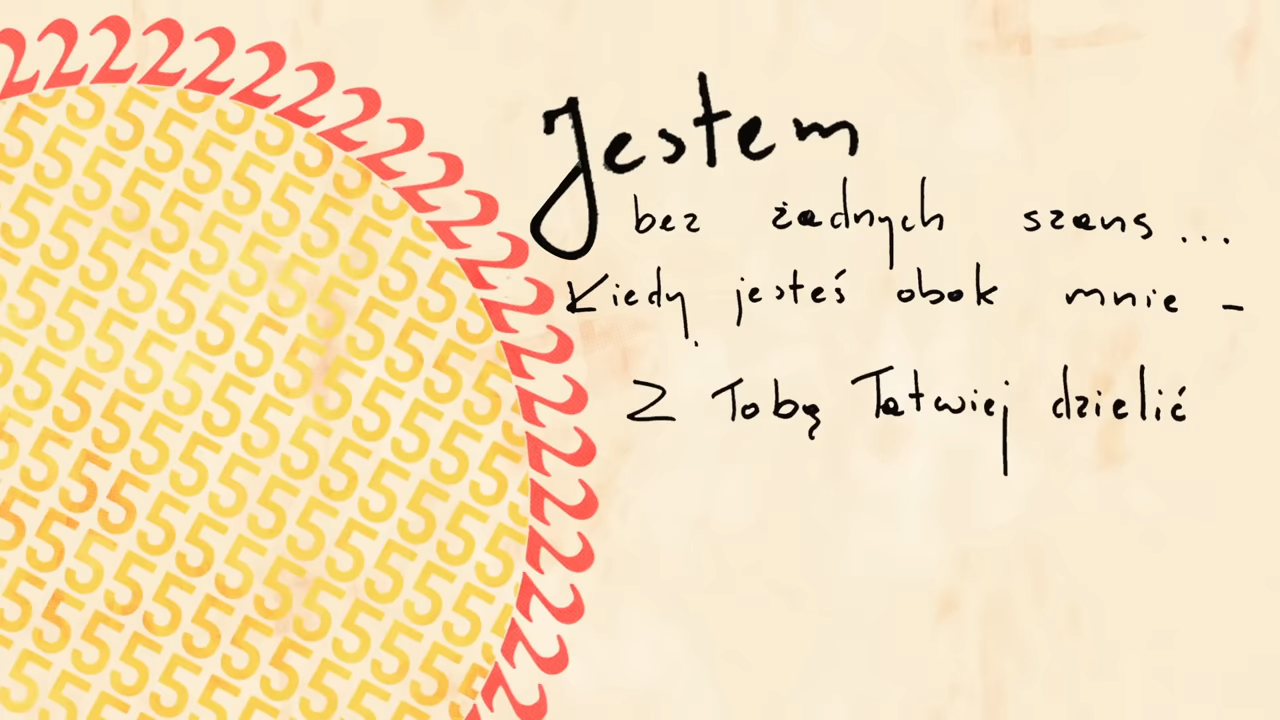 Jestem
bez żadnych szans...
Kiedy jesteś obok mnie -
Z Tobą Łatwiej dzielić